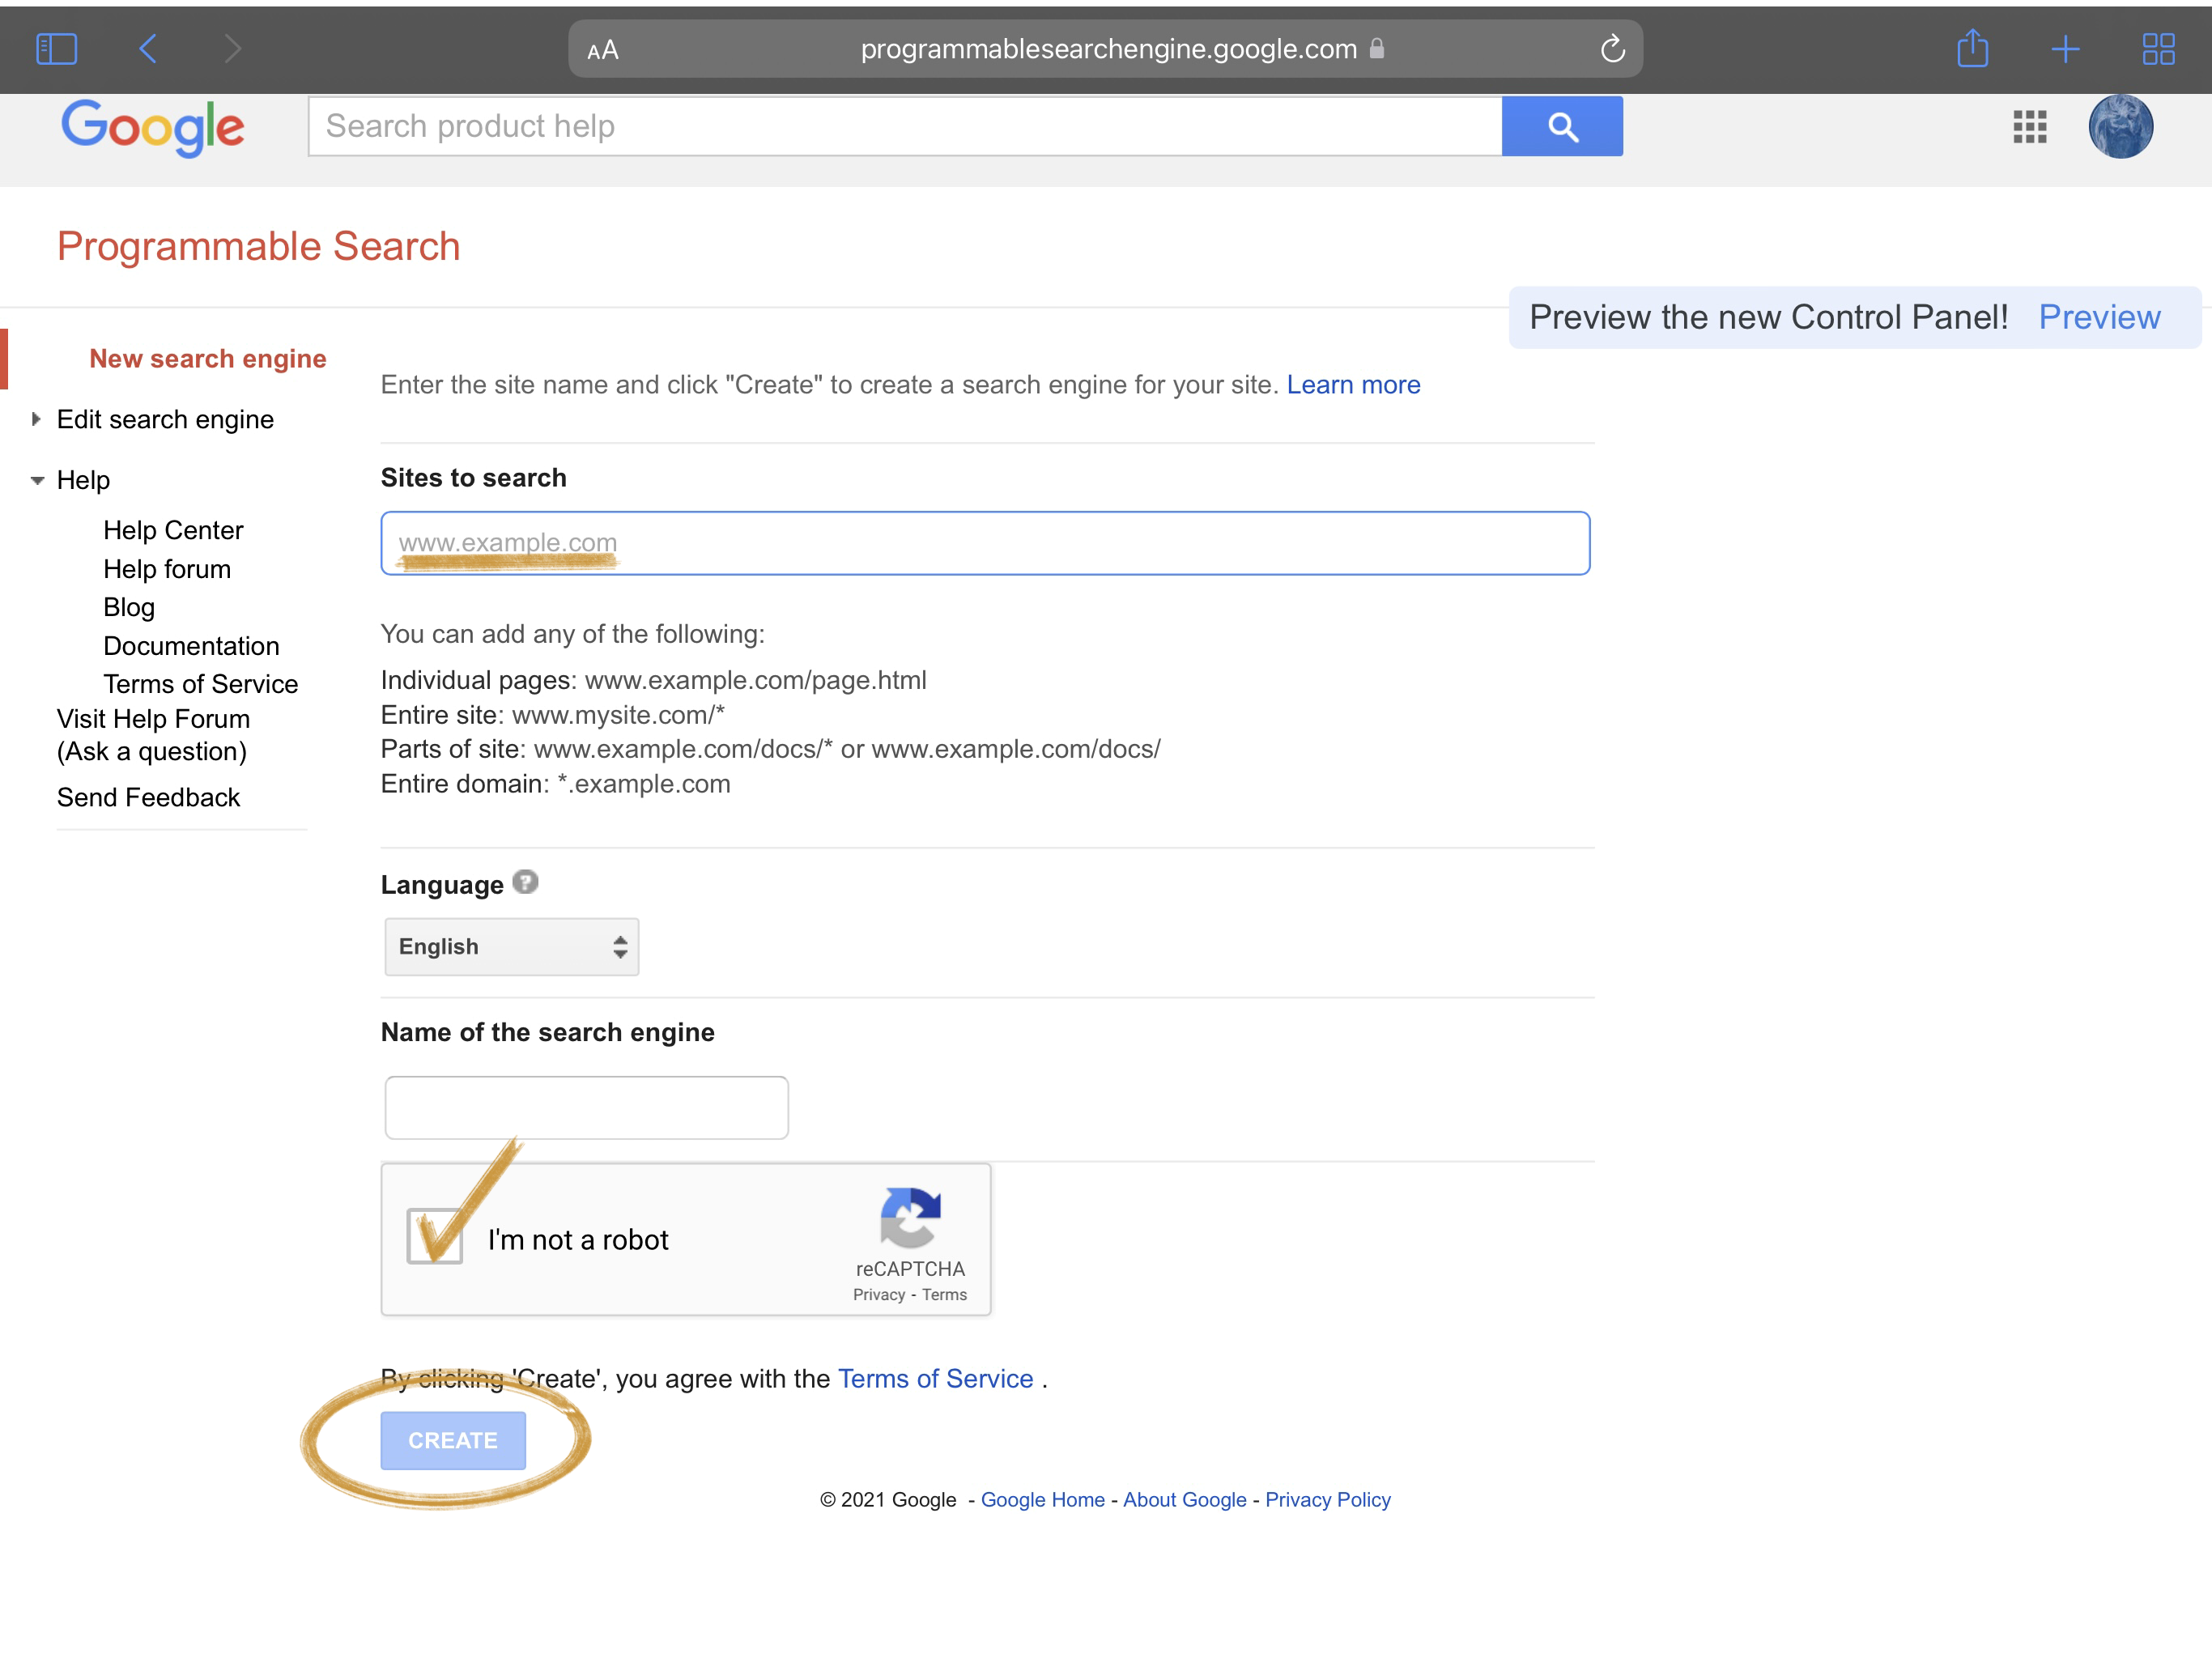 AA programmablesearchengine.google.com
Google Search product help
Programmable Search
Preview the new Control Panel! Preview
New search engine
Edit search engine
Help
Help Center
Help forum
Blog
Documentation
Terms of Service
Visit Help Forum
(Ask a question)
Send Feedback
Enter the site name and click "Create" to create a search engine for your site. Learn more
Sites to search
www.example.com
You can add any of the following:
Individual pages: www.example.com/page.html
Entire site: www.mysite.com/*
Parts of site: www.example.com/docs/* or www.example.com/docs/
Entire domain: *.example.com
Language ?
English
Name of the search engine
I'm not a robot
reCAPTCHA
Privacy - Terms
By clicking 'Create', you agree with the Terms of Service .
CREATE
© 2021 Google - Google Home - About Google - Privacy Policy